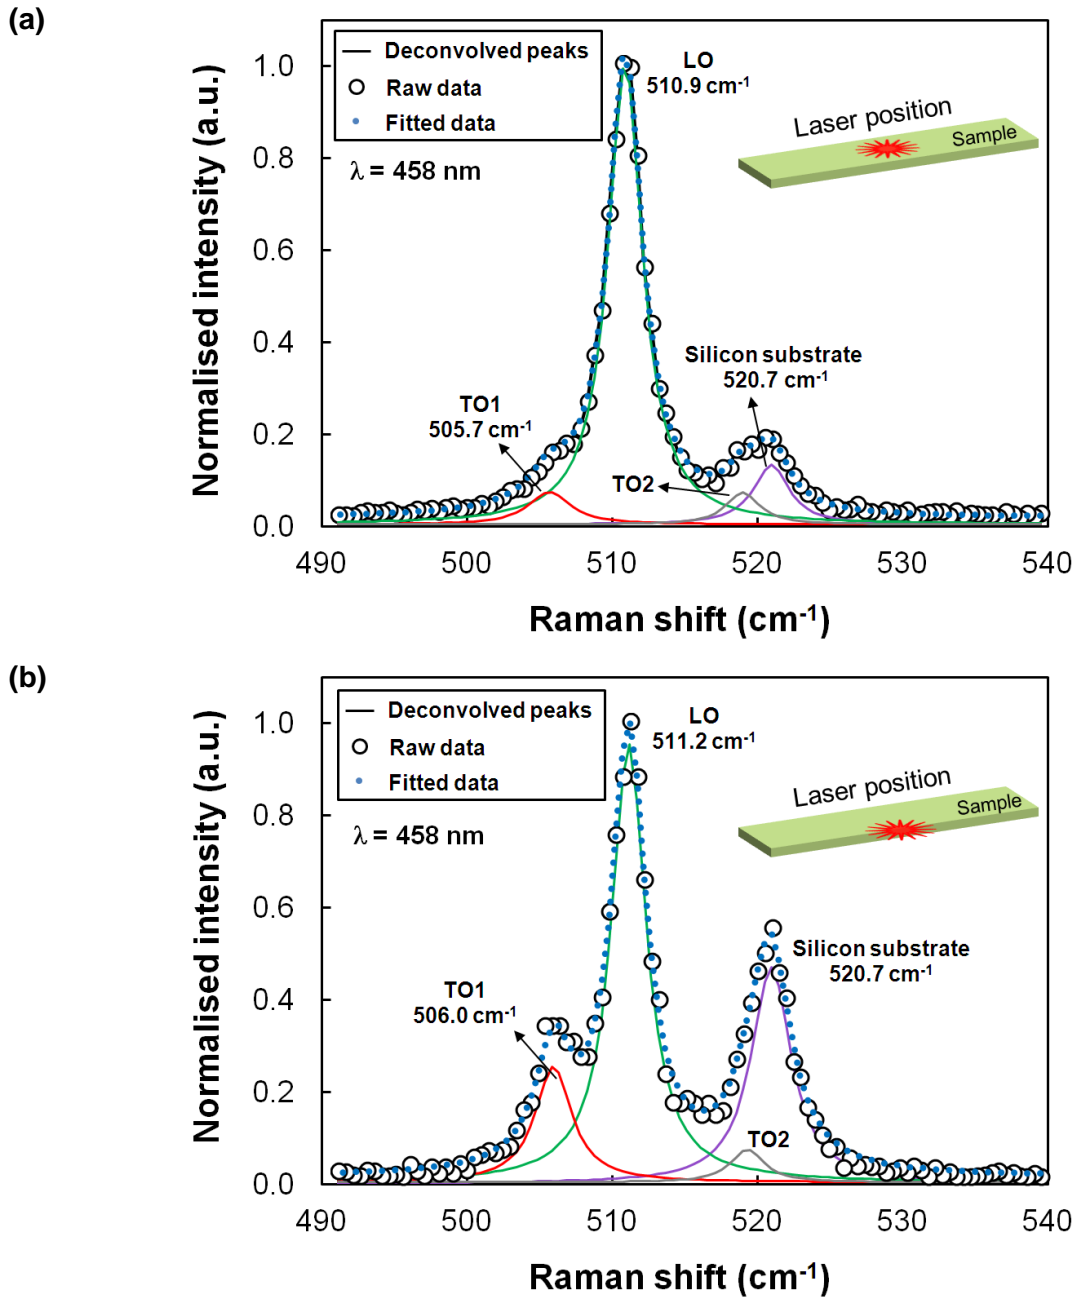 (a)
Normalised intensity (a.u.)
1.0
0.8
0.6
0.4
0.2
0.0
Deconvolved peaks
Raw data
Fitted data
λ = 458 nm
LO
510.9 cm-1
Laser position
Sample
Silicon substrate
520.7 cm-1
TO1
505.7 cm-1
TO2
490 500 510 520 530 540
Raman shift (cm-1)
(b)
Normalised intensity (a.u.)
1.0
0.8
0.6
0.4
0.2
0.0
Deconvolved peaks
Raw data
Fitted data
λ = 458 nm
LO
511.2 cm-1
Laser position
Sample
Silicon substrate
520.7 cm-1
TO1
506.0 cm-1
TO2
490 500 510 520 530 540
Raman shift (cm-1)